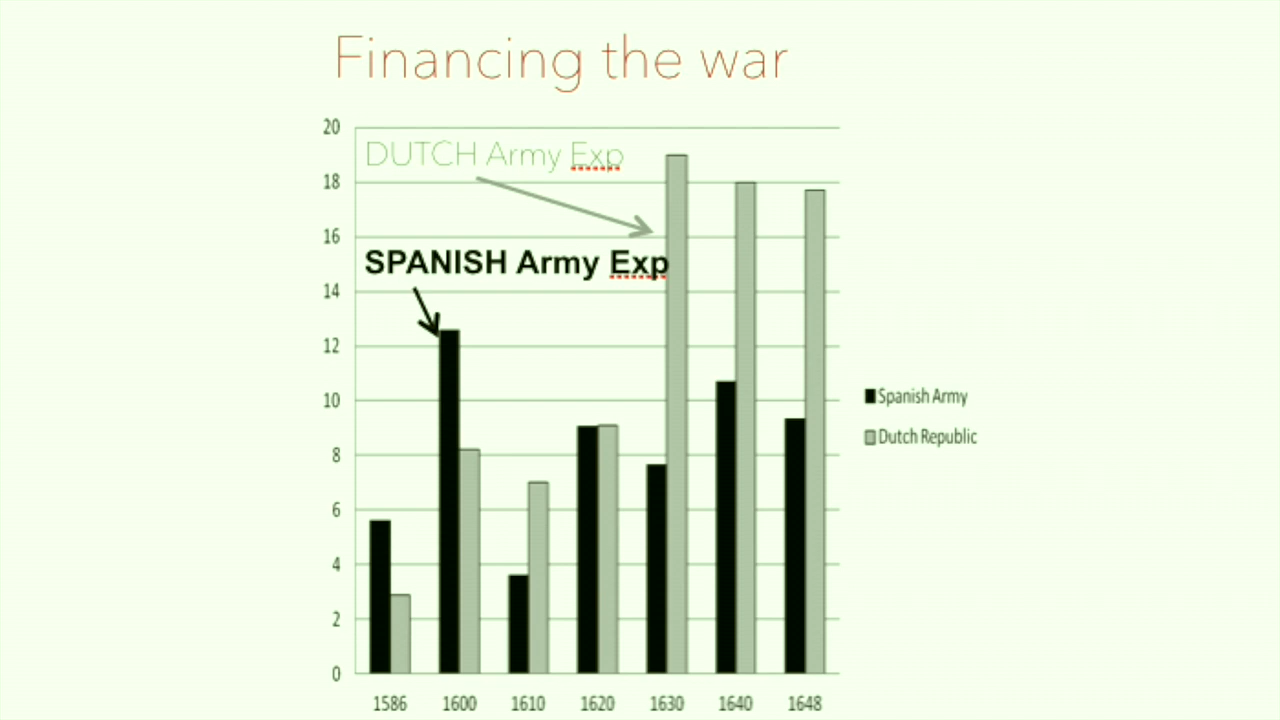 Financing the war
20
DUTCH Army Exp
18
16
SPANISH Army Exp
14
12
10
Spanish Army
Dutch Republic
8
6
4
2
0
1586 1600 1610 1620 1630 1640 1648